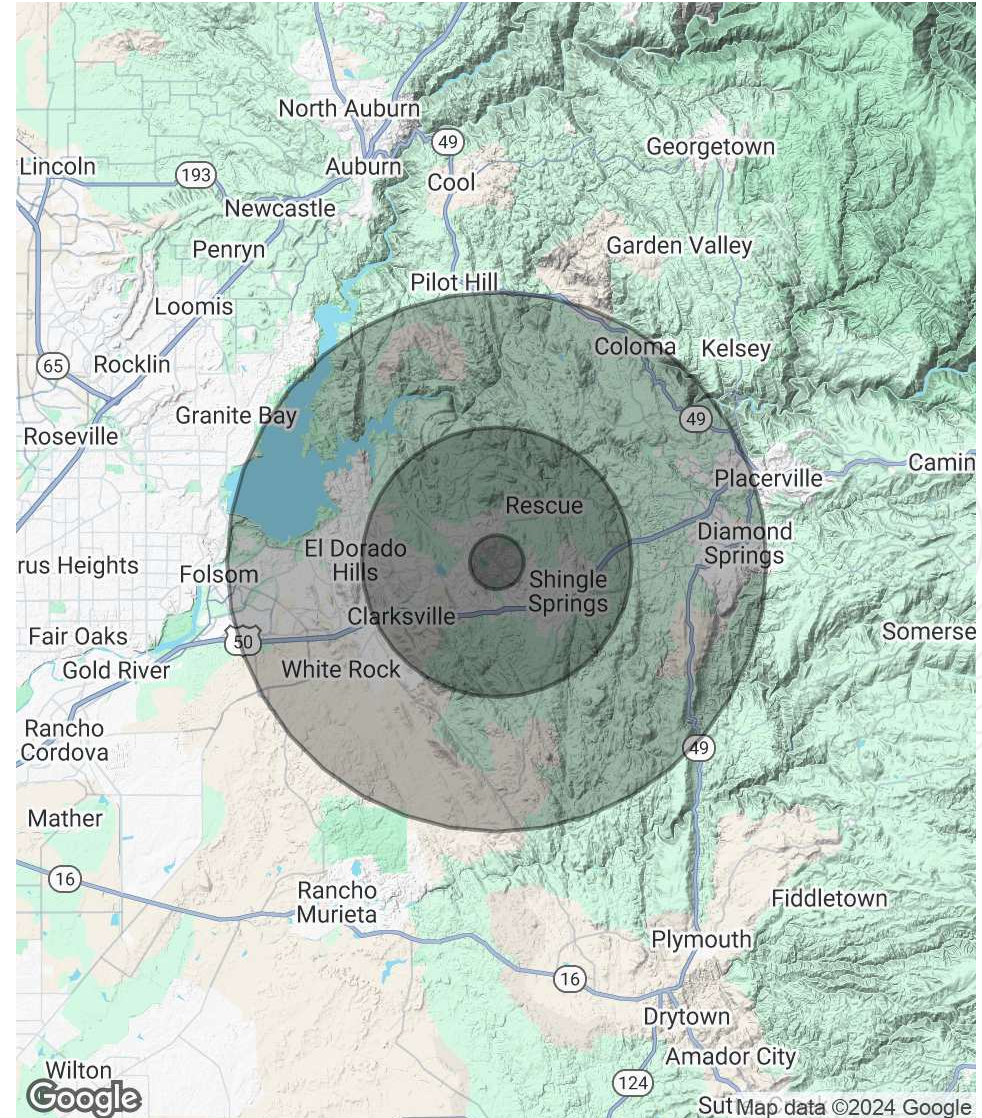 North Auburn
49
Georgetown
Lincoln
193
Auburn
Cool
Newcastle
Penryn
Garden Valley
Pilot Hill
Loomis
65
Rocklin
Coloma
Kelsey
Granite Bay
49
Roseville
Placerville
Camin
Rescue
El Dorado
Hills
Diamond
Springs
rus Heights
Folsom
Shingle
Springs
Clarksville
50
Fair Oaks
Gold River
White Rock
Somerse
Rancho
Cordova
49
Mather
16
Rancho
Murieta
Fiddletown
Plymouth
16
Drytown
Amador City
Wilton
124
Google
Sut
Map data ©2024 Google